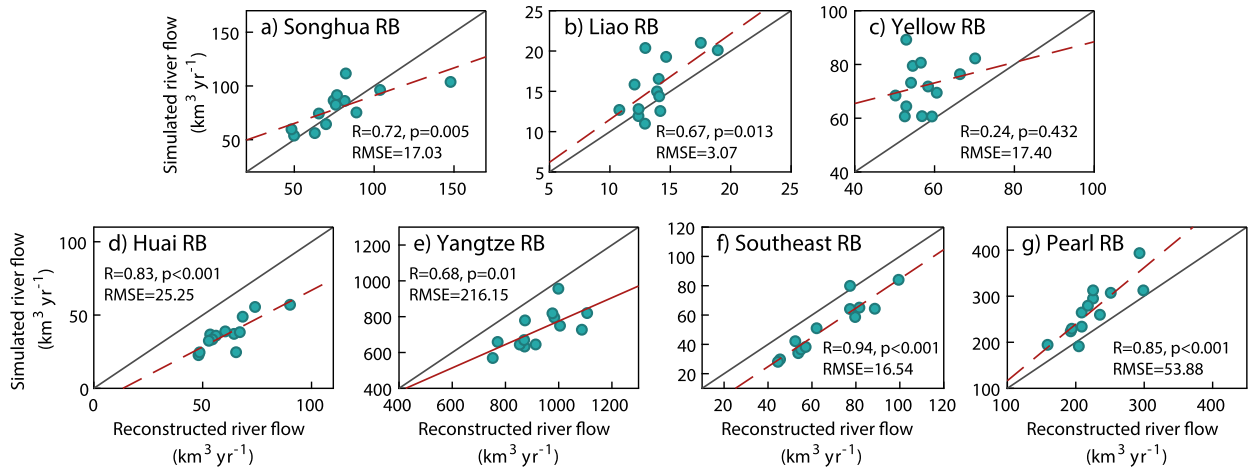 a) Songhua RB
b) Liao RB
c) Yellow RB
Simulated river flow
(km³ yr⁻¹)
150
100
50
R=0.72, p=0.005
RMSE=17.03
50
100
150
25
20
15
10
5
R=0.67, p=0.013
RMSE=3.07
5
10
15
20
25
100
80
60
40
R=0.24, p=0.432
RMSE=17.40
40
60
80
100
d) Huai RB
e) Yangtze RB
f) Southeast RB
g) Pearl RB
Simulated river flow
(km³ yr⁻¹)
100
50
0
R=0.83, p<0.001
RMSE=25.25
0
50
100
Reconstructed river flow
(km³ yr⁻¹)
1200
1000
800
600
400
R=0.68, p=0.01
RMSE=216.15
400
600
800
1000
1200
Reconstructed river flow
(km³ yr⁻¹)
120
100
80
60
40
20
R=0.94, p<0.001
RMSE=16.54
20
40
60
80
100
120
Reconstructed river flow
(km³ yr⁻¹)
400
300
200
100
R=0.85, p<0.001
RMSE=53.88
100
200
300
400
Reconstructed river flow
(km³ yr⁻¹)